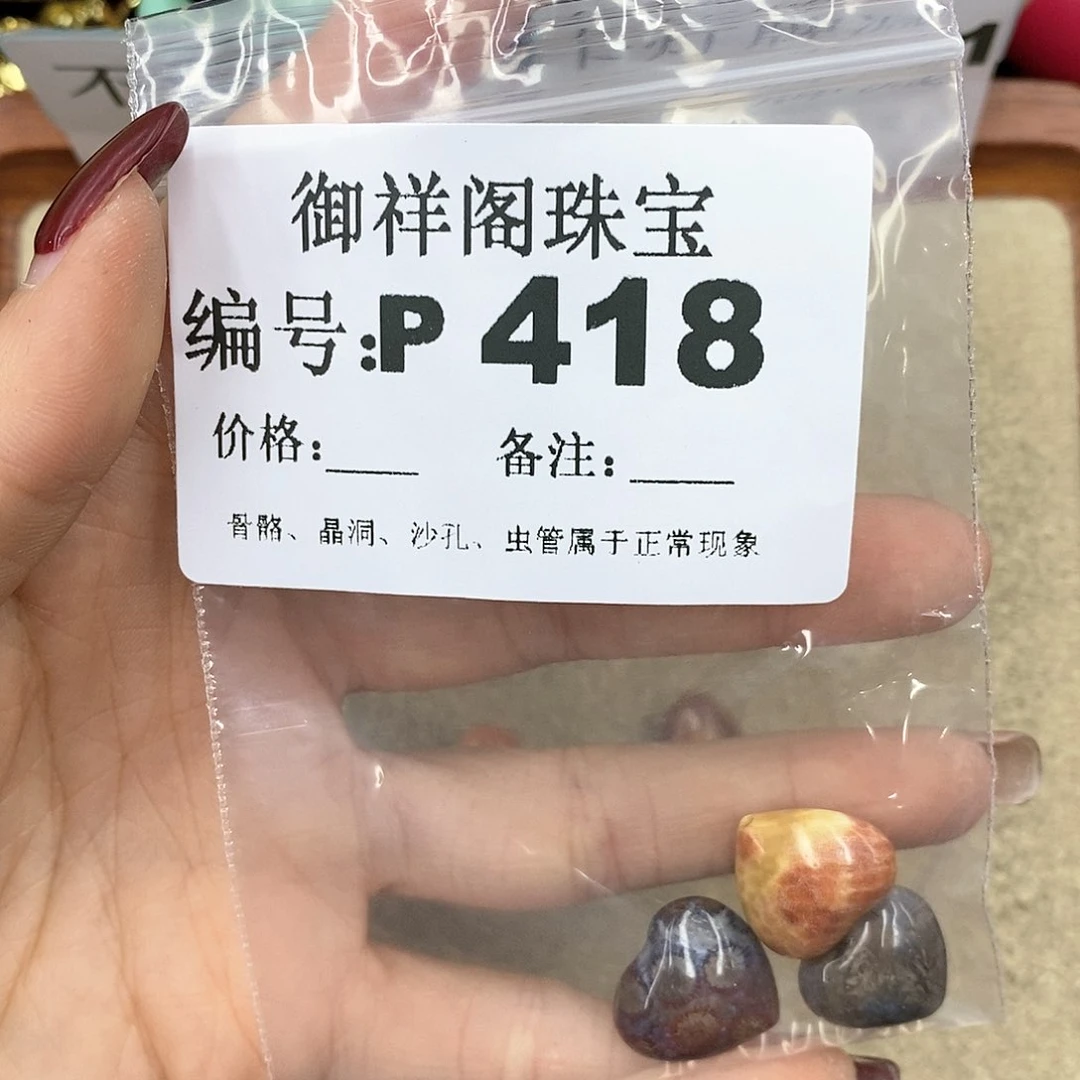 御祥阁珠宝
编号:P 418
价格:____ 备注:____
骨骼、晶洞、沙孔、虫管属于正常现象